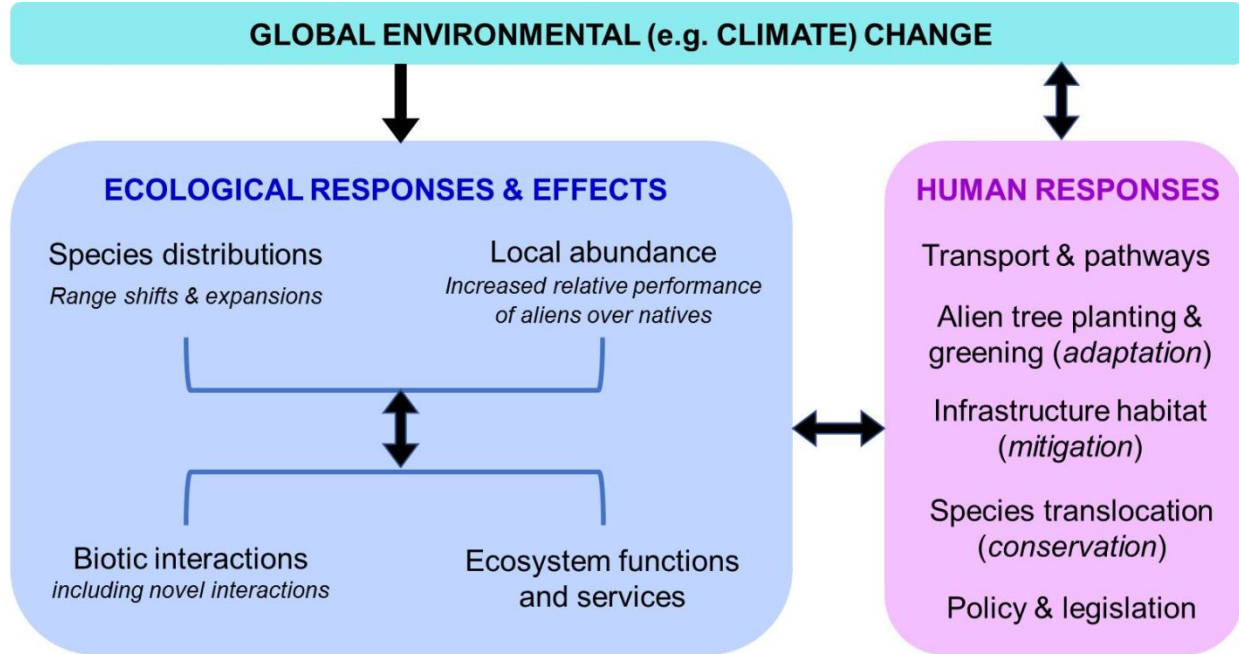 GLOBAL ENVIRONMENTAL (e.g. CLIMATE) CHANGE
ECOLOGICAL RESPONSES & EFFECTS
Species distributions
Range shifts & expansions
Local abundance
Increased relative performance
of aliens over natives
Biotic interactions
including novel interactions
Ecosystem functions
and services
HUMAN RESPONSES
Transport & pathways
Alien tree planting &
greening (adaptation)
Infrastructure habitat
(mitigation)
Species translocation
(conservation)
Policy & legislation